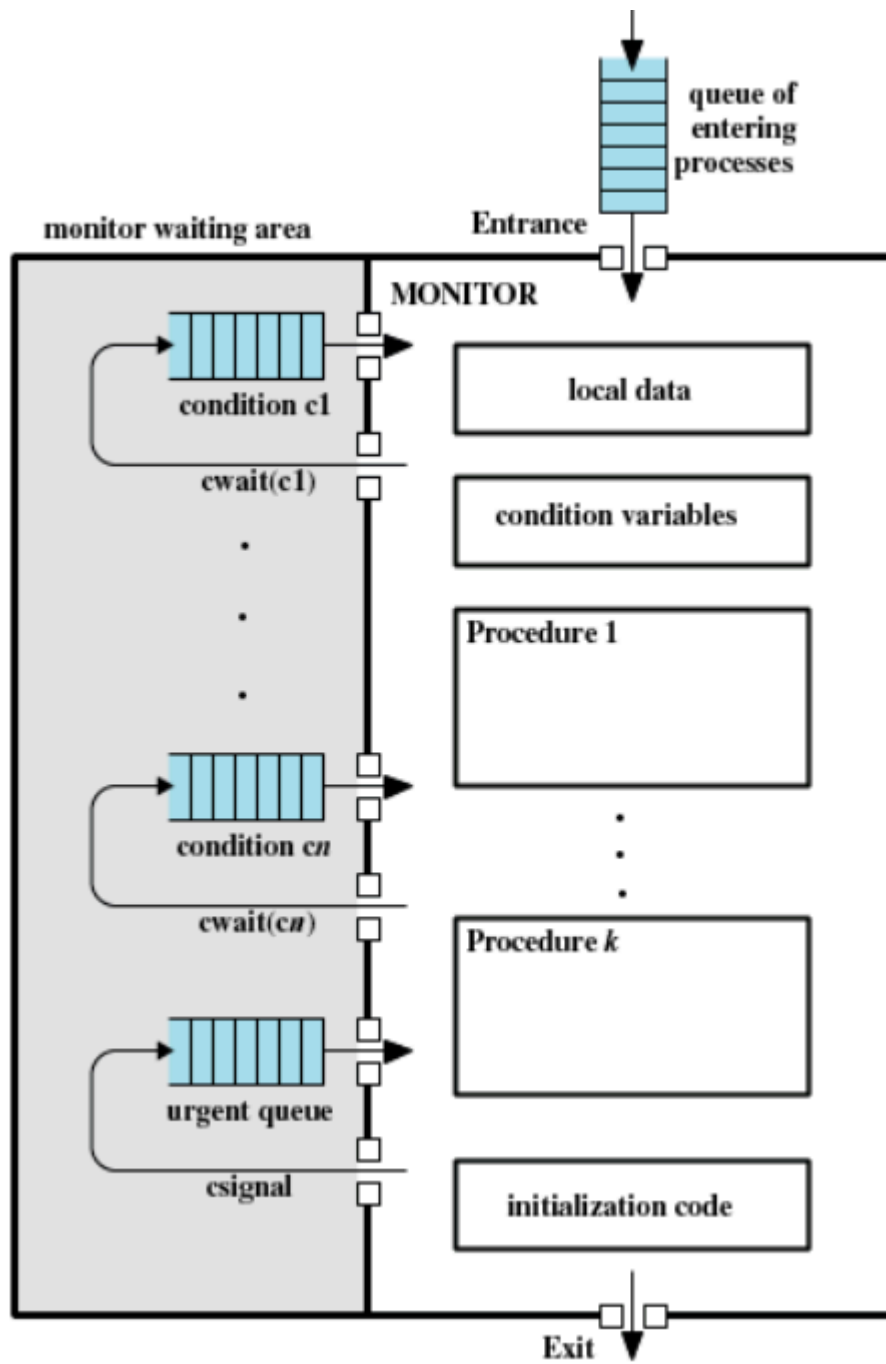 queue of
entering
processes
Entrance
monitor waiting area
MONITOR
condition c1
local data
cwait(c1)
condition variables
Procedure 1
condition cn
cwait(cn)
Procedure k
urgent queue
csignal
initialization code
Exit